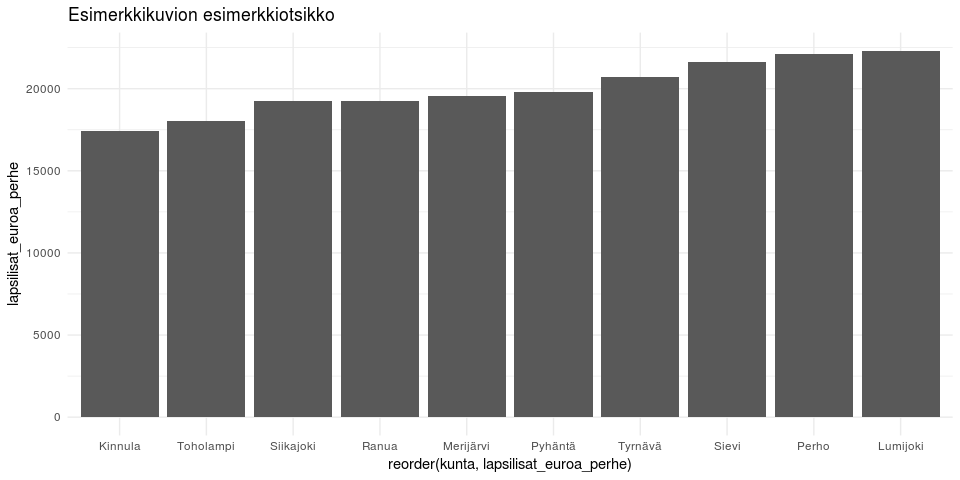 Esimerkkikuvion esimerkkiotsikko
lapsilisat_euroa_perhe
20000
15000
10000
5000
0
Kinnula Toholampi Siikajoki Ranua Merijärvi Pyhäntä Tyrnävä Sievi Perho Lumijoki
reorder(kunta, lapsilisat_euroa_perhe)